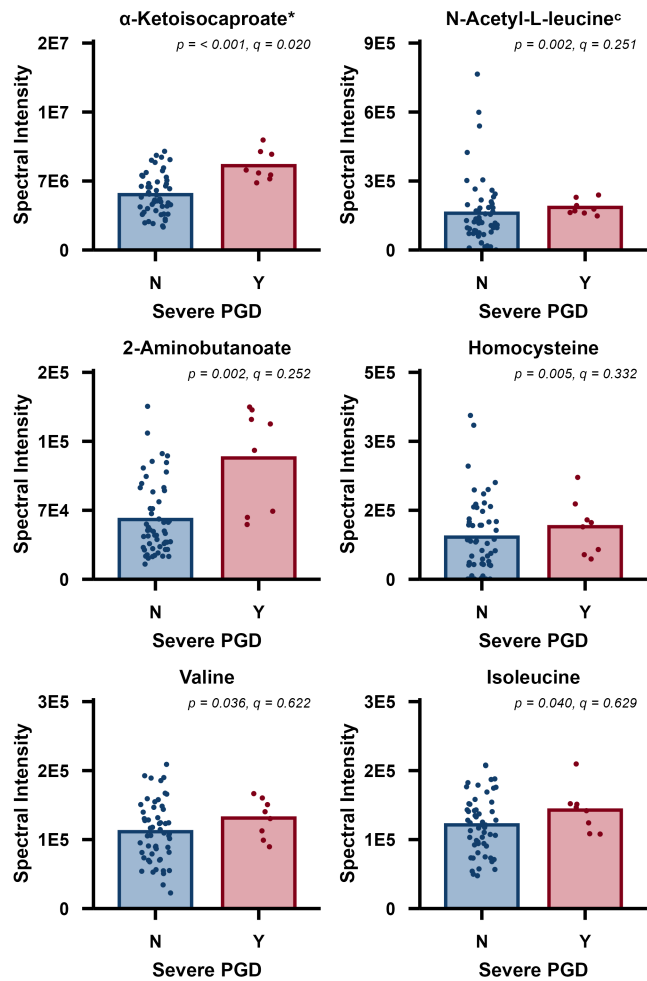 α-Ketoisocaproate*
p = < 0.001, q = 0.020
Spectral Intensity
2E7
1E7
7E6
0
N
Y
Severe PGD
N-Acetyl-L-leucineᶜ
p = 0.002, q = 0.251
Spectral Intensity
9E5
6E5
3E5
0
N
Y
Severe PGD
2-Aminobutanoate
p = 0.002, q = 0.252
Spectral Intensity
2E5
1E5
7E4
0
N
Y
Severe PGD
Homocysteine
p = 0.005, q = 0.332
Spectral Intensity
5E5
3E5
2E5
0
N
Y
Severe PGD
Valine
p = 0.036, q = 0.622
Spectral Intensity
3E5
2E5
1E5
0
N
Y
Severe PGD
Isoleucine
p = 0.040, q = 0.629
Spectral Intensity
3E5
2E5
1E5
0
N
Y
Severe PGD